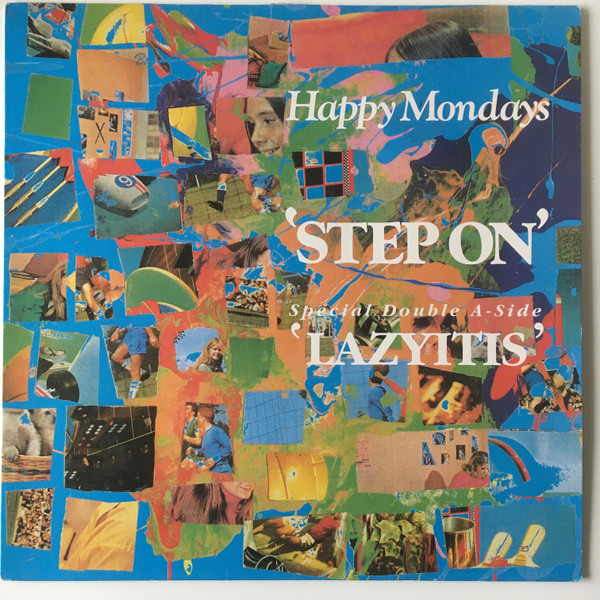 Happy Mondays
‘STEP ON’
Special Double A-Side
‘LAZYITIS’